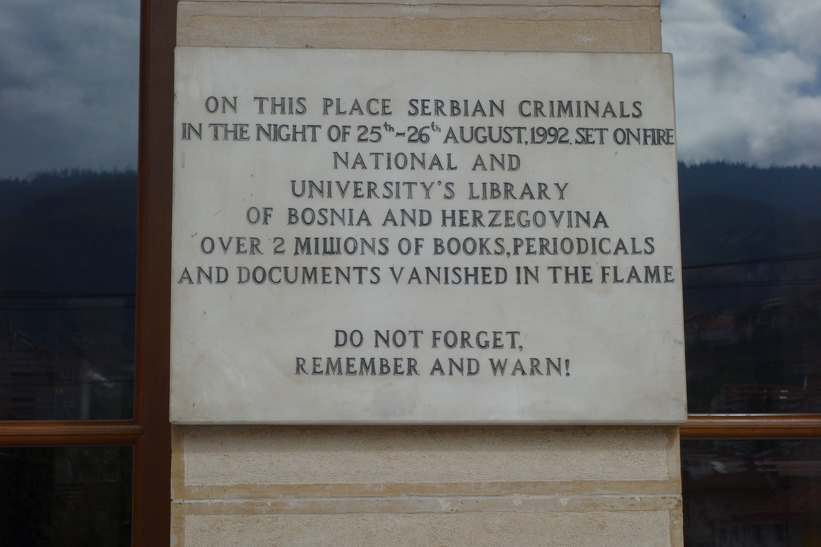 ON THIS PLACE SERBIAN CRIMINALS
IN THE NIGHT OF 25th-26th AUGUST, 1992. SET ON FIRE
NATIONAL AND
UNIVERSITY'S LIBRARY
OF BOSNIA AND HERZEGOVINA
OVER 2 MILLIONS OF BOOKS, PERIODICALS
AND DOCUMENTS VANISHED IN THE FLAME
DO NOT FORGET,
REMEMBER AND WARN!